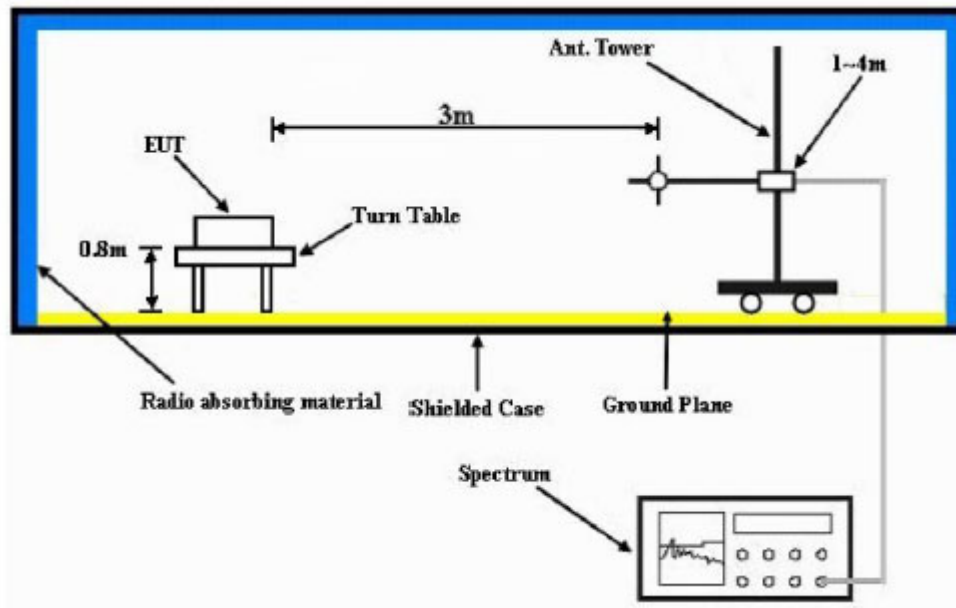 Ant. Tower
1~4m
3m
EUT
Turn Table
0.8m
Radio absorbing material
Shielded Case
Ground Plane
Spectrum